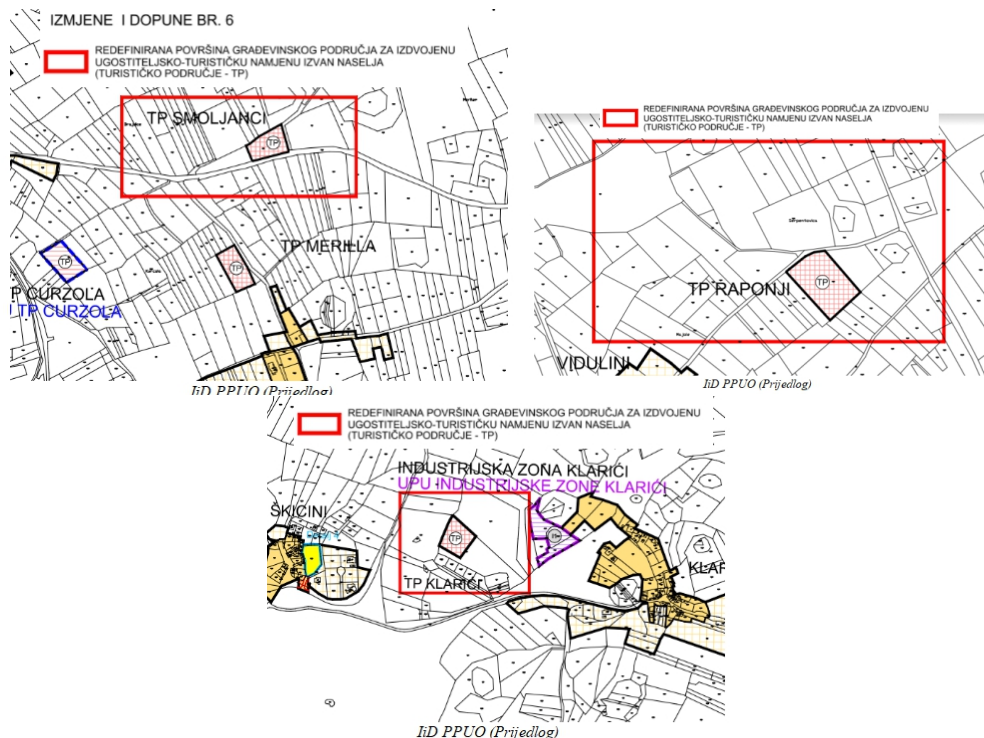 IZMJENE I DOPUNE BR. 6
REDEFINIRANA POVRŠINA GRAĐEVINSKOG PODRUČJA ZA IZDVOJENU
UGOSTITELJSKO-TURISTIČKU NAMJENU IZVAN NASELJA
(TURISTIČKO PODRUČJE - TP)
TP SMOLJANCI
TP
TP MERILLA
TP
TP
TP CURZOLA
TP CURZOLA
IiD PPUO (Prijedlog)
REDEFINIRANA POVRŠINA GRAĐEVINSKOG PODRUČJA ZA IZDVOJENU
UGOSTITELJSKO-TURISTIČKU NAMJENU IZVAN NASELJA
(TURISTIČKO PODRUČJE - TP)
TP RAPONJI
TP
VIDULINI
IiD PPUO (Prijedlog)
REDEFINIRANA POVRŠINA GRAĐEVINSKOG PODRUČJA ZA IZDVOJENU
UGOSTITELJSKO-TURISTIČKU NAMJENU IZVAN NASELJA
(TURISTIČKO PODRUČJE - TP)
INDUSTRIJSKA ZONA KLARIĆI
UPU INDUSTRIJSKE ZONE KLARIĆI
ŠKICINI
TP
TP KLARIĆI
KLAR
IiD PPUO (Prijedlog)